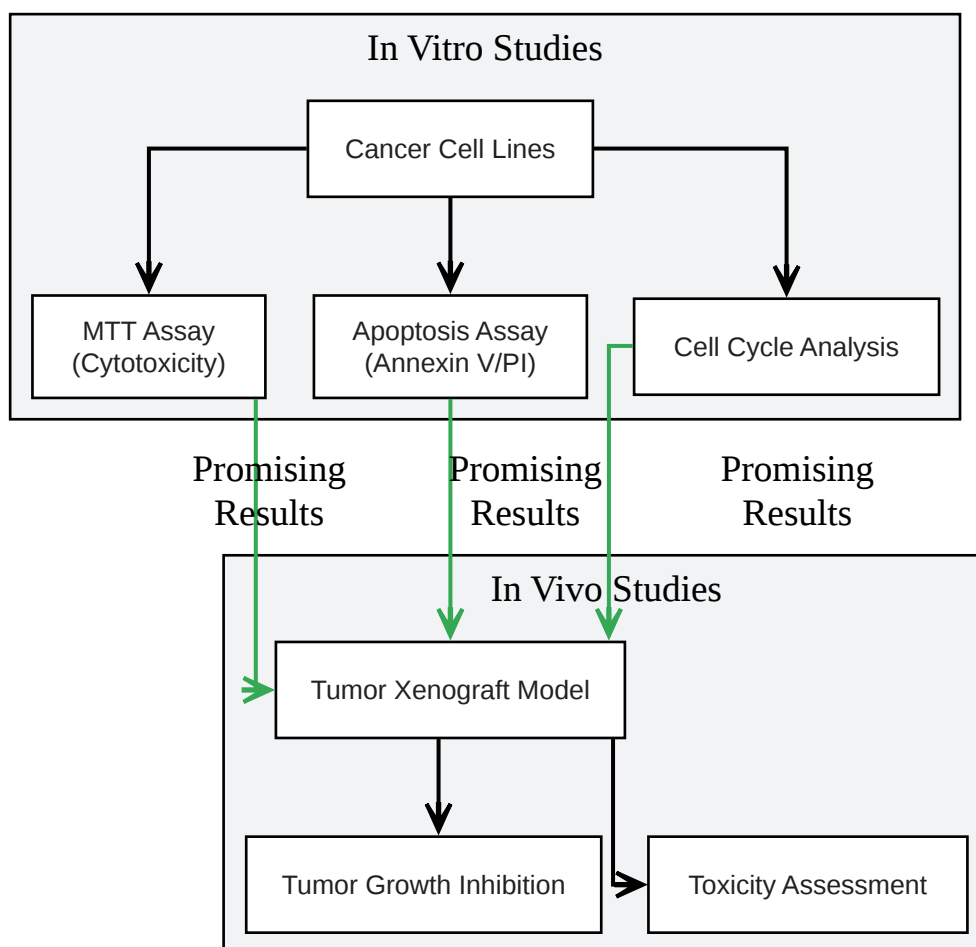 In Vitro Studies
Cancer Cell Lines
MTT Assay
(Cytotoxicity)
Apoptosis Assay
(Annexin V/PI)
Cell Cycle Analysis
Promising
Results
Promising
Results
Promising
Results
In Vivo Studies
Tumor Xenograft Model
Tumor Growth Inhibition
Toxicity Assessment